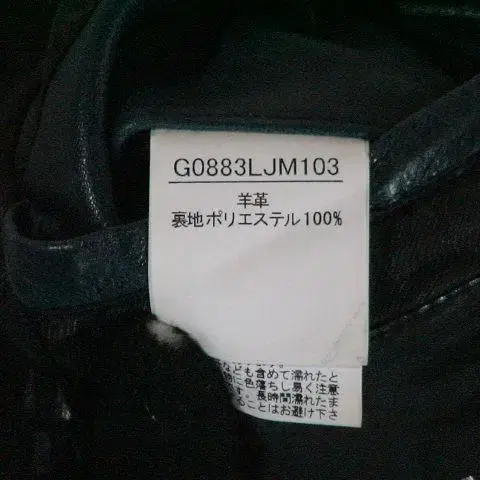 G0883LJM103
羊革
裏地ポリエステル100%
ども含めて濡れたと
に色落ちし易く注意
。長時間濡れたま
ることはお避け下さ